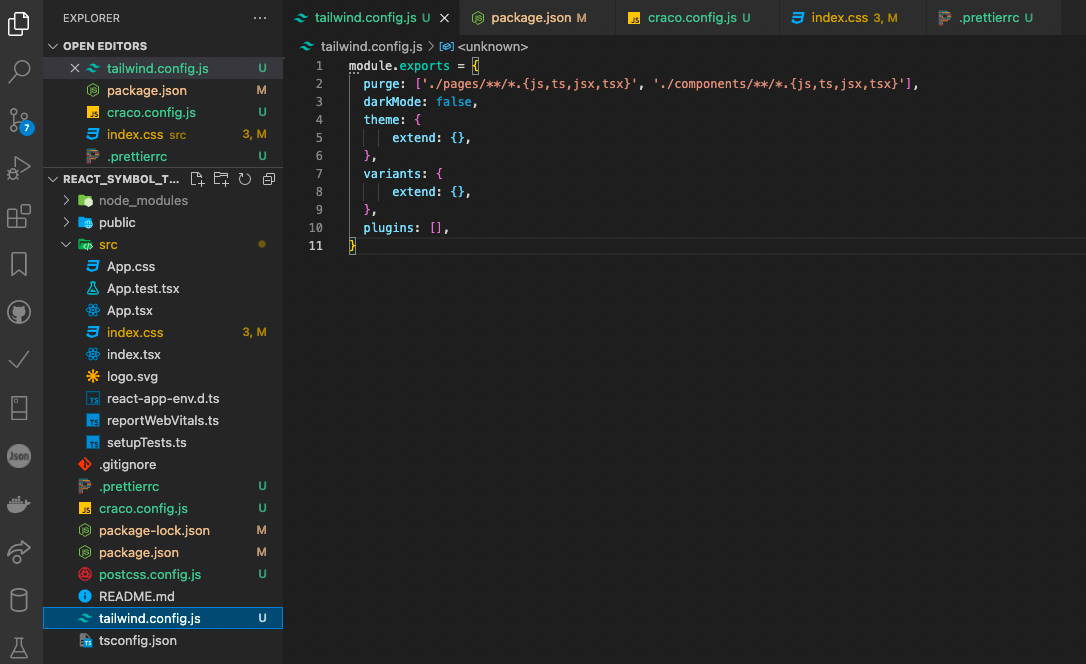 EXPLORER
OPEN EDITORS
tailwind.config.js U
package.json M
craco.config.js U
index.css src 3, M
.prettierrc U
REACT_SYMBOL_T...
node_modules
public
src
App.css
App.test.tsx
App.tsx
index.css 3, M
index.tsx
logo.svg
react-app-env.d.ts
reportWebVitals.ts
setupTests.ts
.gitignore
.prettierrc U
craco.config.js U
package-lock.json M
package.json M
postcss.config.js U
README.md
tailwind.config.js U
tsconfig.json
7
Json
tailwind.config.js U package.json M craco.config.js U index.css 3, M .prettierrc U
tailwind.config.js > <unknown>
1 module.exports = {
2 purge: ['./pages/**/*.{js,ts,jsx,tsx}', './components/**/*.{js,ts,jsx,tsx}'],
3 darkMode: false,
4 theme: {
5 extend: {},
6 },
7 variants: {
8 extend: {},
9 },
10 plugins: [],
11 }